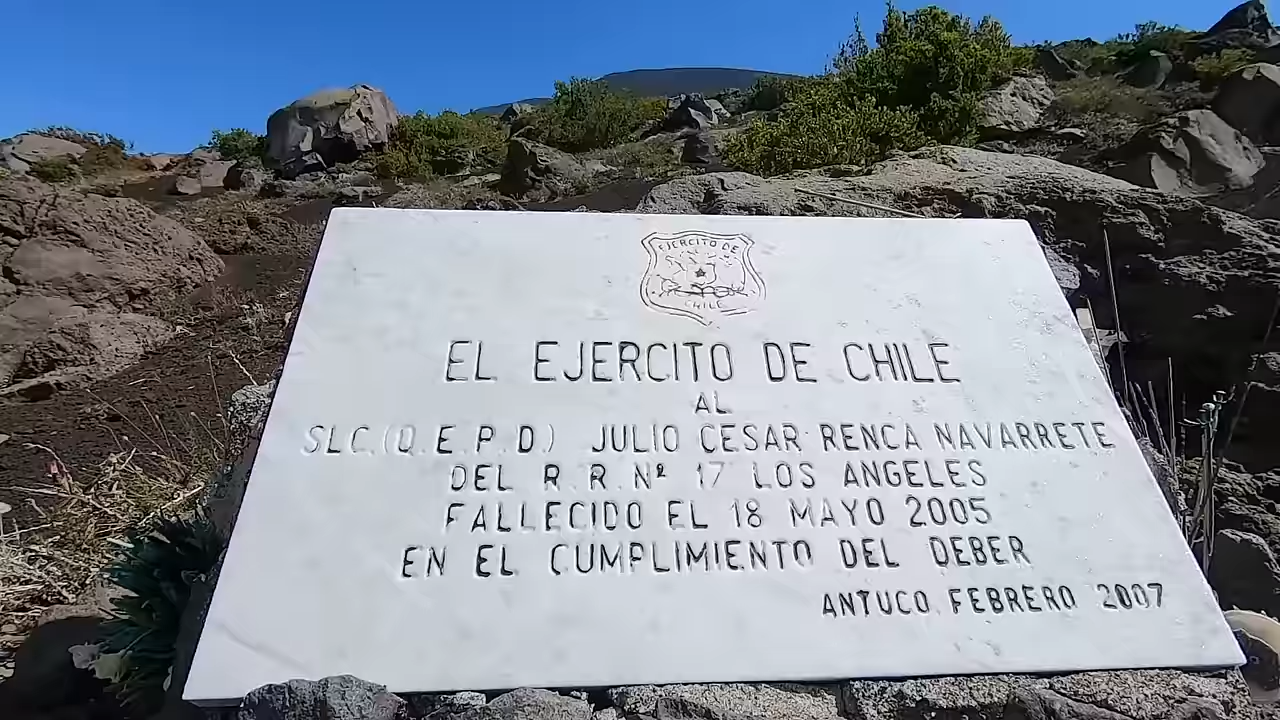 EJERCITO DE
CHILE
EL EJERCITO DE CHILE
AL
SLC.(Q.E.P.D.) JULIO CESAR RENCA NAVARRETE
DEL R.R.Nº 17 LOS ANGELES
FALLECIDO EL 18 MAYO 2005
EN EL CUMPLIMIENTO DEL DEBER
ANTUCO, FEBRERO 2007